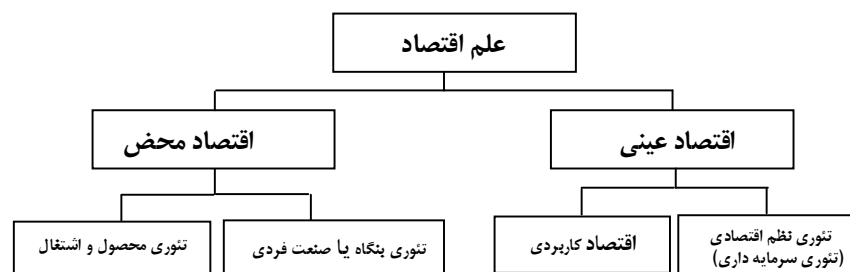 علم اقتصاد
اقتصاد عینی
اقتصاد محض
تئوری نظم اقتصادی
(تئوری سرمایه داری)
اقتصاد کاربردی
تئوری بنگاه یا صنعت فردی
تئوری محصول و اشتغال